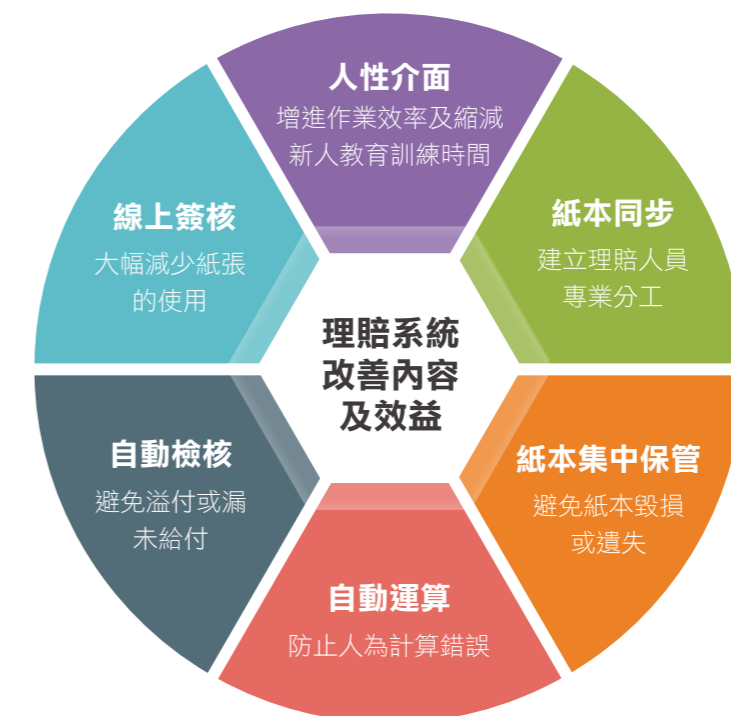 人性介面
增進作業效率及縮減
新人教育訓練時間
紙本同步
建立理賠人員
專業分工
紙本集中保管
避免紙本毀損
或遺失
自動運算
防止人為計算錯誤
自動檢核
避免溢付或漏
未給付
線上簽核
大幅減少紙張
的使用
理賠系統
改善內容
及效益